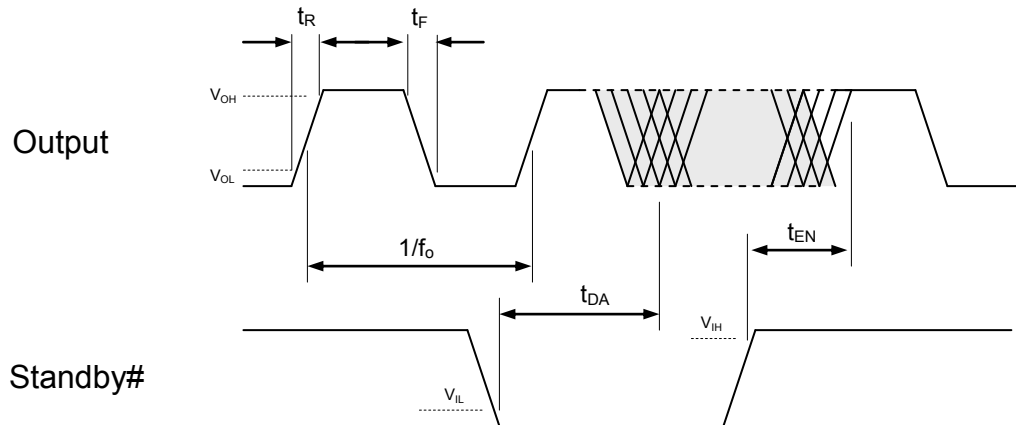 tR
tF
VOH
Output
VOL
tEN
1/fo
tDA
VIH
Standby#
VIL